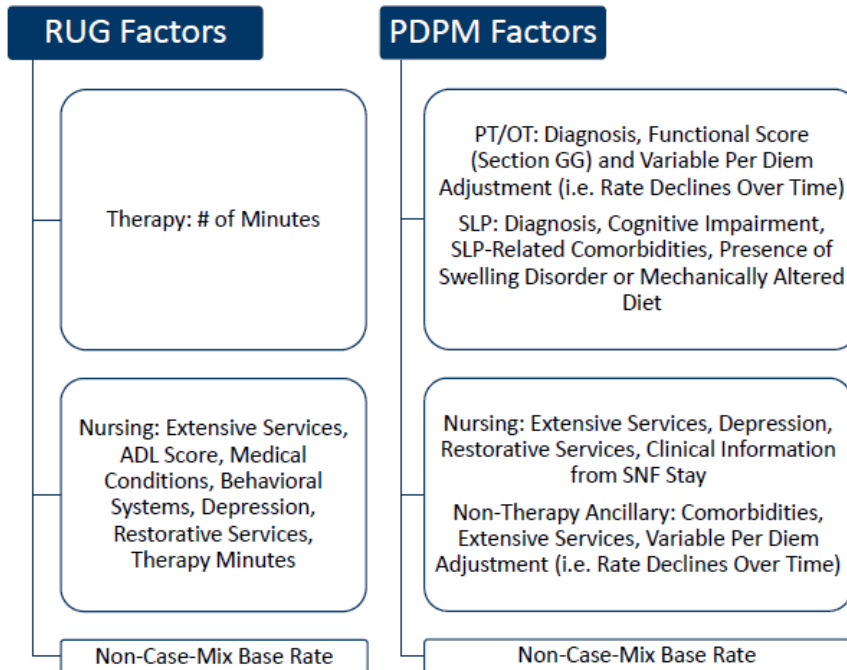 RUG Factors
Therapy: # of Minutes
Nursing: Extensive Services,
ADL Score, Medical
Conditions, Behavioral
Systems, Depression,
Restorative Services,
Therapy Minutes
Non-Case-Mix Base Rate
PDPM Factors
PT/OT: Diagnosis, Functional Score
(Section GG) and Variable Per Diem
Adjustment (i.e. Rate Declines Over Time)
SLP: Diagnosis, Cognitive Impairment,
SLP-Related Comorbidities, Presence of
Swelling Disorder or Mechanically Altered
Diet
Nursing: Extensive Services, Depression,
Restorative Services, Clinical Information
from SNF Stay
Non-Therapy Ancillary: Comorbidities,
Extensive Services, Variable Per Diem
Adjustment (i.e. Rate Declines Over Time)
Non-Case-Mix Base Rate